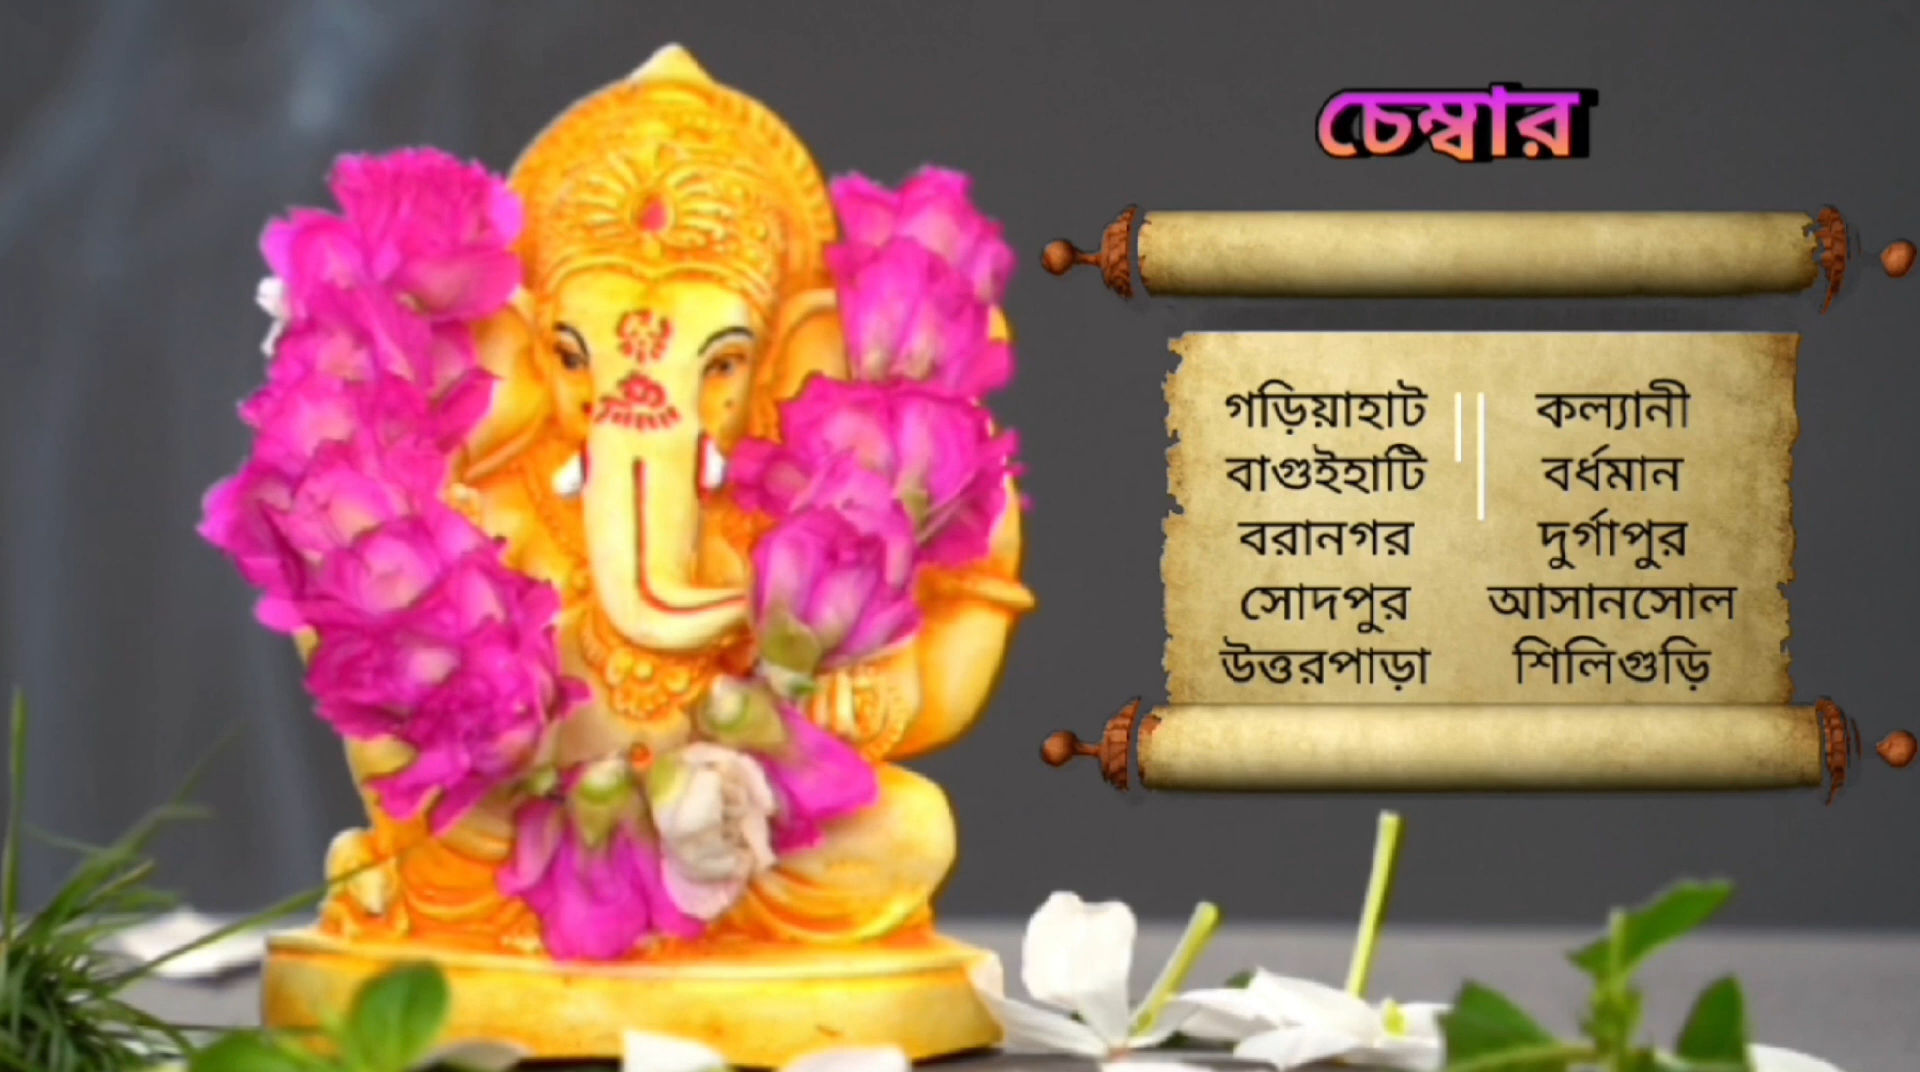 চেম্বার
গড়িয়াহাট কল্যানী
বাগুইহাটি বর্ধমান
বরানগর দুর্গাপুর
সোদপুর আসানসোল
উত্তরপাড়া শিলিগুড়ি